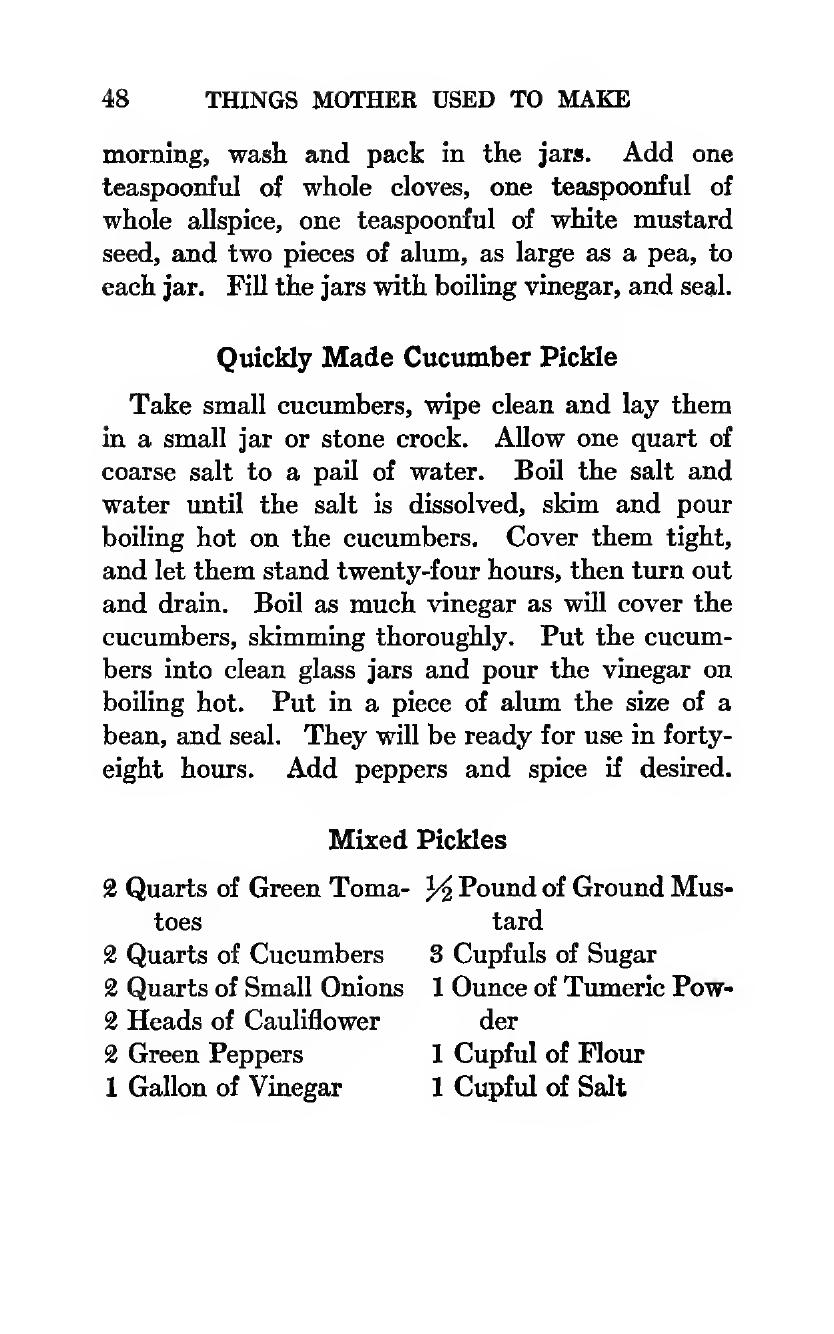 48 THINGS MOTHER USED TO MAKE
morning, wash and pack in the jars. Add one
teaspoonful of whole cloves, one teaspoonful of
whole allspice, one teaspoonful of white mustard
seed, and two pieces of alum, as large as a pea, to
each jar. Fill the jars with boiling vinegar, and seal.
Quickly Made Cucumber Pickle
Take small cucumbers, wipe clean and lay them
in a small jar or stone crock. Allow one quart of
coarse salt to a pail of water. Boil the salt and
water until the salt is dissolved, skim and pour
boiling hot on the cucumbers. Cover them tight,
and let them stand twenty-four hours, then turn out
and drain. Boil as much vinegar as will cover the
cucumbers, skimming thoroughly. Put the cucum-
bers into clean glass jars and pour the vinegar on
boiling hot. Put in a piece of alum the size of a
bean, and seal. They will be ready for use in forty-
eight hours. Add peppers and spice if desired.
Mixed Pickles
2 Quarts of Green Toma-
toes
2 Quarts of Cucumbers
2 Quarts of Small Onions
2 Heads of Cauliflower
2 Green Peppers
1 Gallon of Vinegar
½ Pound of Ground Mus-
tard
3 Cupfuls of Sugar
1 Ounce of Tumeric Pow-
der
1 Cupful of Flour
1 Cupful of Salt